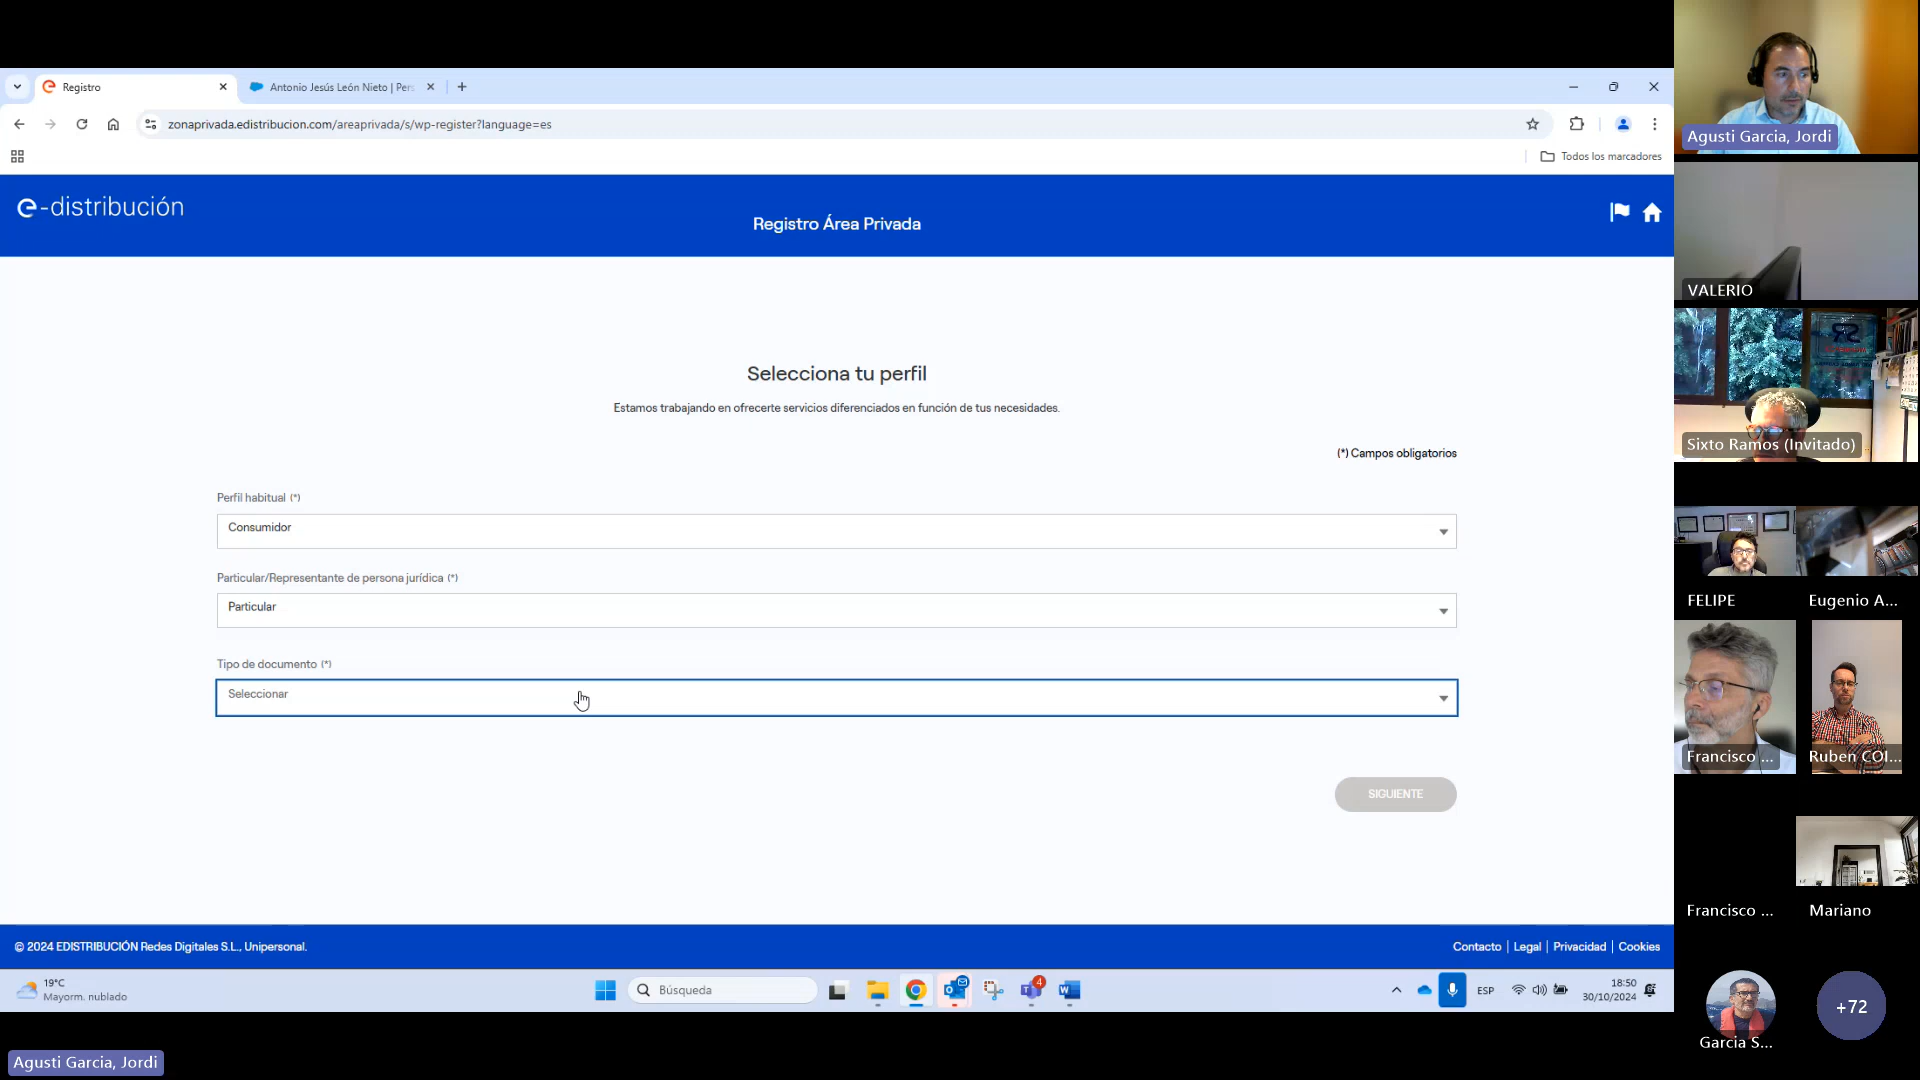 Registro
Antonio Jesús León Nieto | Pers
zonaprivada.edistribucion.com/areaprivada/s/wp-register?language=es
Todos los marcadores
e-distribución
Registro Área Privada
Selecciona tu perfil
Estamos trabajando en ofrecerte servicios diferenciados en función de tus necesidades.
(*) Campos obligatorios
Perfil habitual (*)
Consumidor
Particular/Representante de persona jurídica (*)
Particular
Tipo de documento (*)
Seleccionar
SIGUIENTE
© 2024 EDISTRIBUCIÓN Redes Digitales S.L., Unipersonal.
Contacto | Legal | Privacidad | Cookies
19°C
Mayorm. nublado
Búsqueda
4
ESP
18:50
30/10/2024
Agusti Garcia, Jordi
Agusti Garcia, Jordi
VALERIO
SR
Sixto Ramos (Invitado)
FELIPE
Eugenio A...
Francisco ...
Ruben COI...
Francisco ...
Mariano
Garcia S...
+72